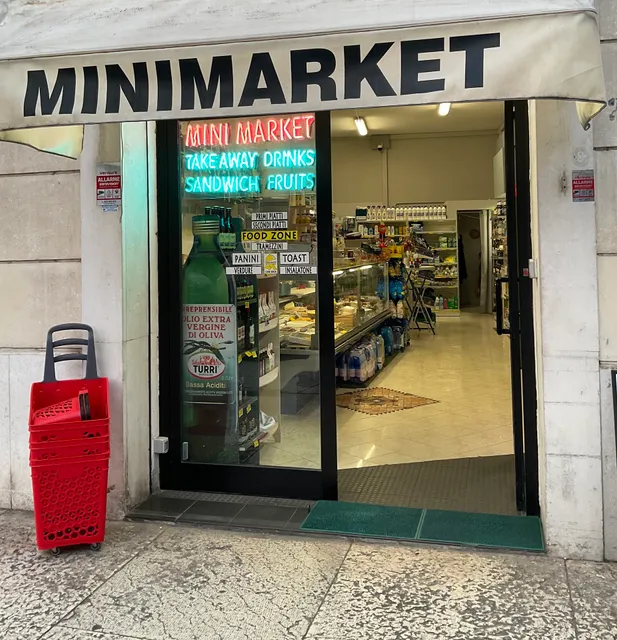 MINIMARKET
MINI MARKET
TAKE AWAY DRINKS
SANDWICH FRUITS
ALLARME
PRIMI PIATTI
SECONDI PIATTI
FOOD ZONE
TRAMEZZINI
PANINI TOAST
VERDURE INSALATONE
IRREPRENSIBILE
OLIO EXTRA
VERGINE
DI OLIVA
TURRI
Bassa Acidità